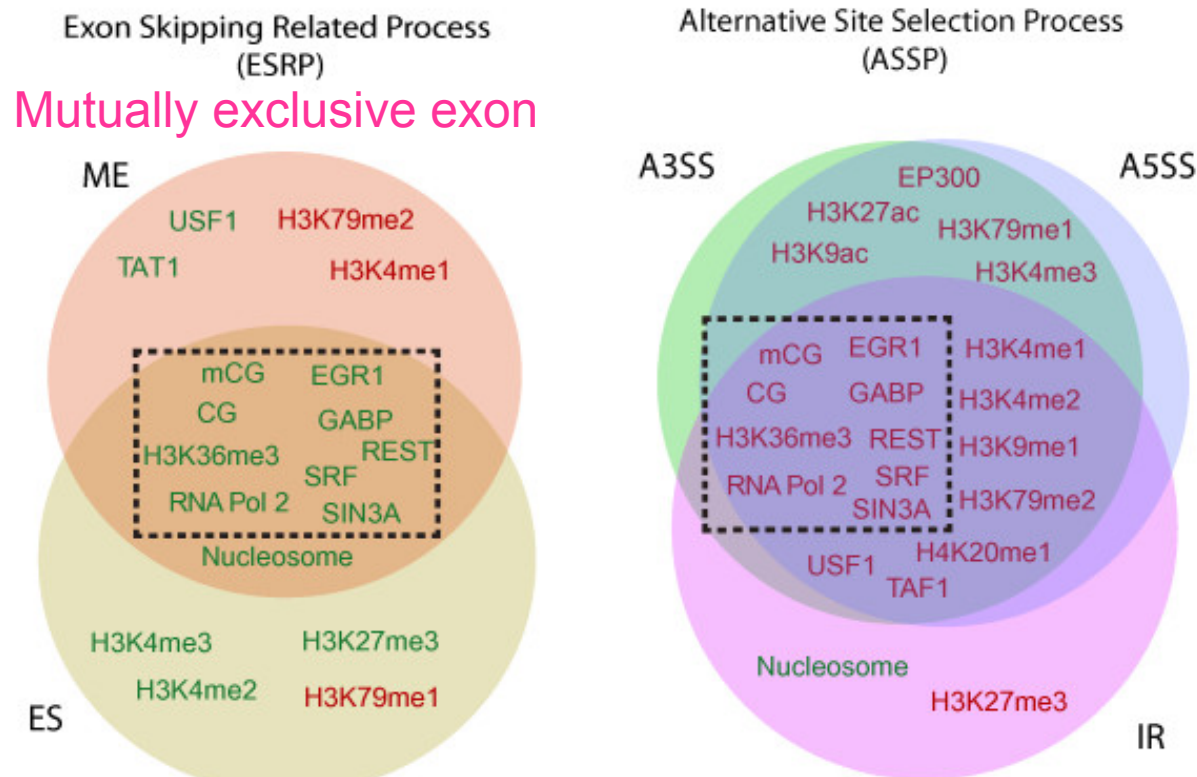 Exon Skipping Related Process
(ESRP)
Mutually exclusive exon
ME
USF1 H3K79me2
TAT1 H3K4me1
mCG EGR1
CG GABP
H3K36me3 REST
SRF
RNA Pol 2 SIN3A
Nucleosome
H3K4me3 H3K27me3
H3K4me2 H3K79me1
ES
Alternative Site Selection Process
(ASSP)
A3SS A5SS
EP300
H3K27ac H3K79me1
H3K9ac H3K4me3
mCG EGR1 H3K4me1
CG GABP H3K4me2
H3K36me3 REST H3K9me1
RNA Pol 2 SRF H3K79me2
SIN3A
USF1 H4K20me1
TAF1
Nucleosome
H3K27me3
IR